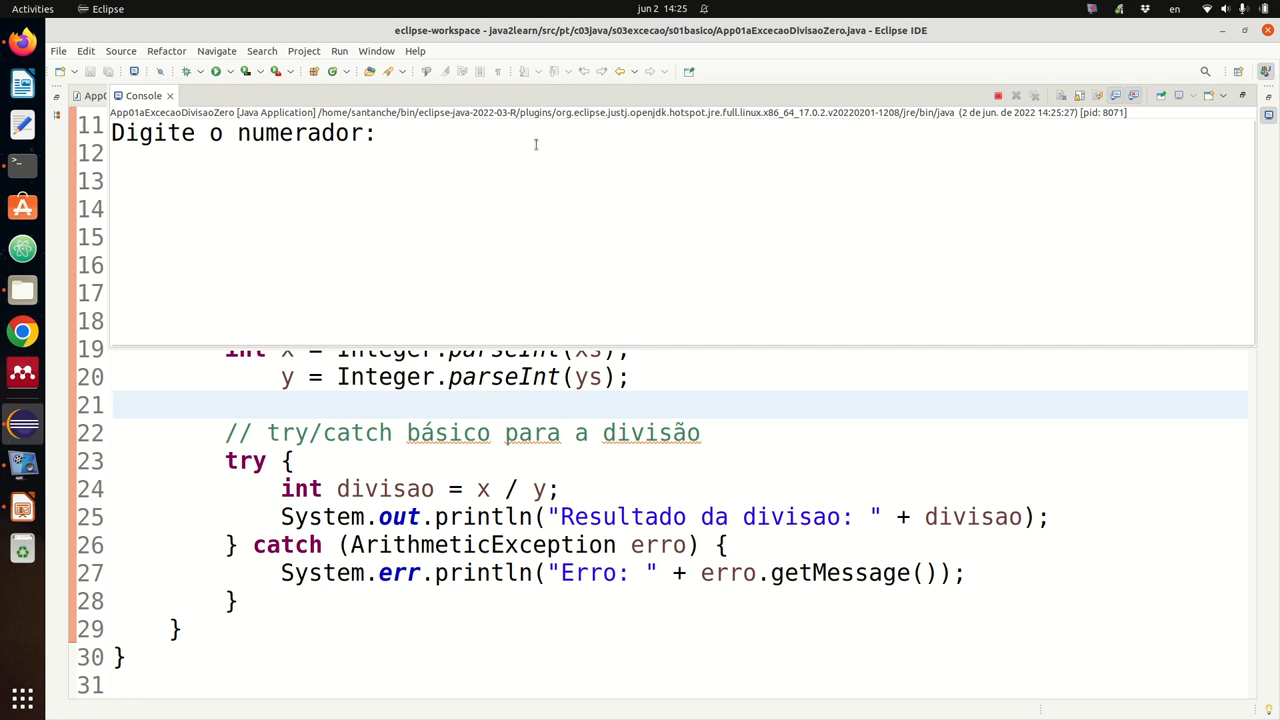 Activities Eclipse jun 2 14:25 en
eclipse-workspace - java2learn/src/pt/c03java/s03excecao/s01basico/App01aExcecaoDivisaoZero.java - Eclipse IDE
File Edit Source Refactor Navigate Search Project Run Window Help
App0 Console
App01aExcecaoDivisaoZero [Java Application] /home/santanche/bin/eclipse-java-2022-03-R/plugins/org.eclipse.justj.openjdk.hotspot.jre.full.linux.x86_64_17.0.2.v20220201-1208/jre/bin/java (2 de jun. de 2022 14:25:27) [pid: 8071]
11 Digite o numerador:
12
13
14
15
16
17
18
19 int x = Integer.parseInt(xs);
20 y = Integer.parseInt(ys);
21
22 // try/catch básico para a divisão
23 try {
24 int divisao = x / y;
25 System.out.println("Resultado da divisao: " + divisao);
26 } catch (ArithmeticException erro) {
27 System.err.println("Erro: " + erro.getMessage());
28 }
29 }
30 }
31